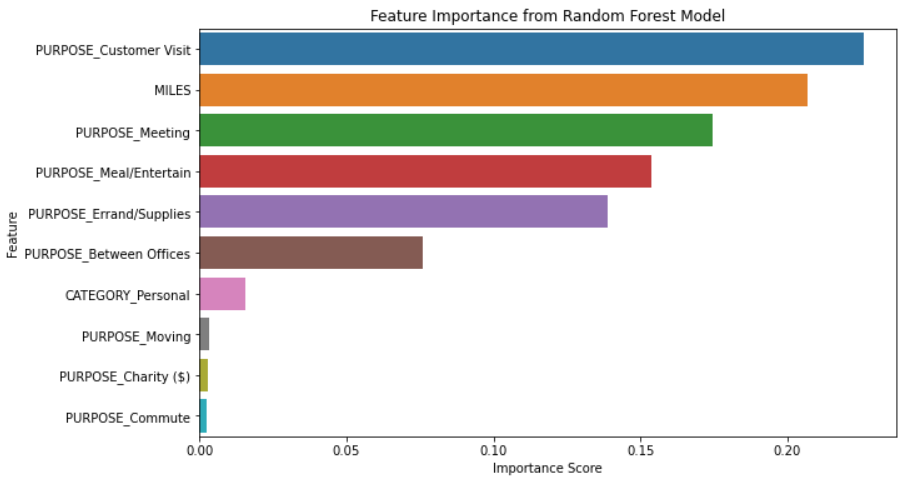 Feature Importance from Random Forest Model
PURPOSE_Customer Visit
MILES
PURPOSE_Meeting
PURPOSE_Meal/Entertain
PURPOSE_Errand/Supplies
PURPOSE_Between Offices
CATEGORY_Personal
PURPOSE_Moving
PURPOSE_Charity ($)
PURPOSE_Commute
Feature
0.00 0.05 0.10 0.15 0.20
Importance Score